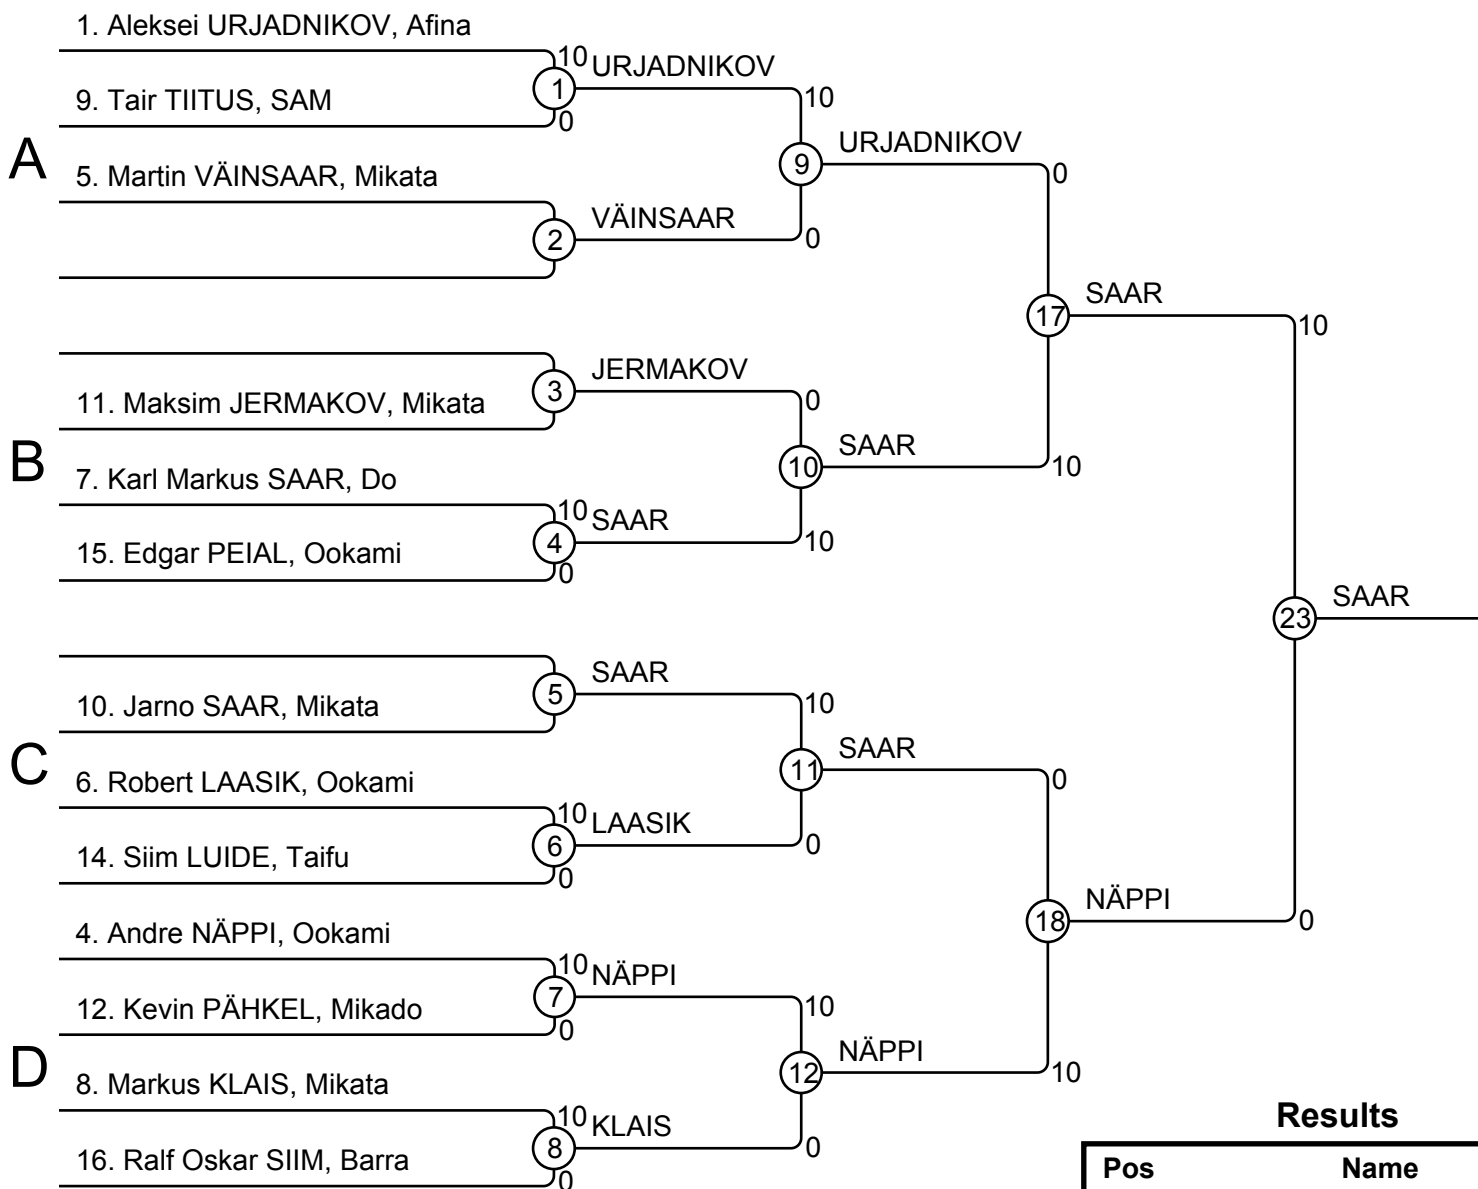 1. Aleksei URJADNIKOV, Afina
10
URJADNIKOV
1
9. Tair TIITUS, SAM
0
10
URJADNIKOV
9
0
A
5. Martin VÄINSAAR, Mikata
VÄINSAAR
2
0
SAAR
17
10
JERMAKOV
3
11. Maksim JERMAKOV, Mikata
0
SAAR
10
10
B
7. Karl Markus SAAR, Do
10
SAAR
4
15. Edgar PEIAL, Ookami
0
10
SAAR
23
SAAR
5
10. Jarno SAAR, Mikata
10
SAAR
11
0
C
6. Robert LAASIK, Ookami
10
LAASIK
6
14. Siim LUIDE, Taifu
0
0
NÄPPI
18
0
4. Andre NÄPPI, Ookami
10
NÄPPI
7
12. Kevin PÄHKEL, Mikado
0
10
NÄPPI
12
10
D
8. Markus KLAIS, Mikata
10
KLAIS
8
16. Ralf Oskar SIIM, Barra
0
0
Results
Pos Name